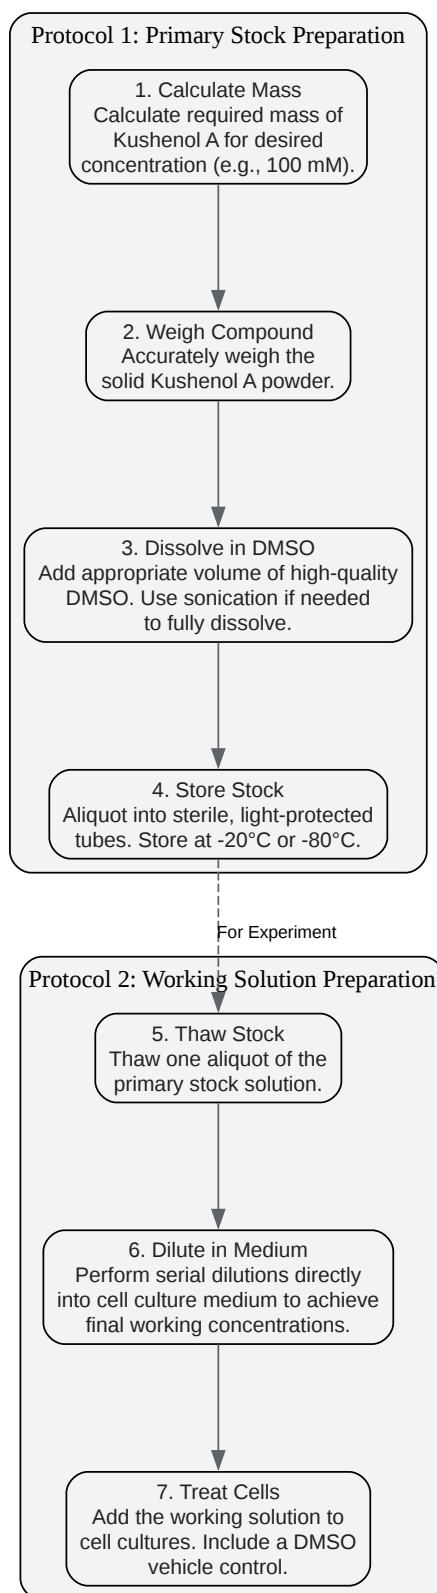 Protocol 1: Primary Stock Preparation
1. Calculate Mass
Calculate required mass of
Kushenol A for desired
concentration (e.g., 100 mM).
2. Weigh Compound
Accurately weigh the
solid Kushenol A powder.
3. Dissolve in DMSO
Add appropriate volume of high-quality
DMSO. Use sonication if needed
to fully dissolve.
4. Store Stock
Aliquot into sterile, light-protected
tubes. Store at -20°C or -80°C.
For Experiment
Protocol 2: Working Solution Preparation
5. Thaw Stock
Thaw one aliquot of the
primary stock solution.
6. Dilute in Medium
Perform serial dilutions directly
into cell culture medium to achieve
final working concentrations.
7. Treat Cells
Add the working solution to
cell cultures. Include a DMSO
vehicle control.